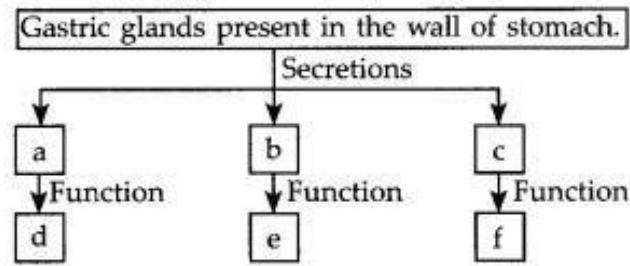 Gastric glands present in the wall of stomach.
Secretions
a b c
Function Function Function
d e f